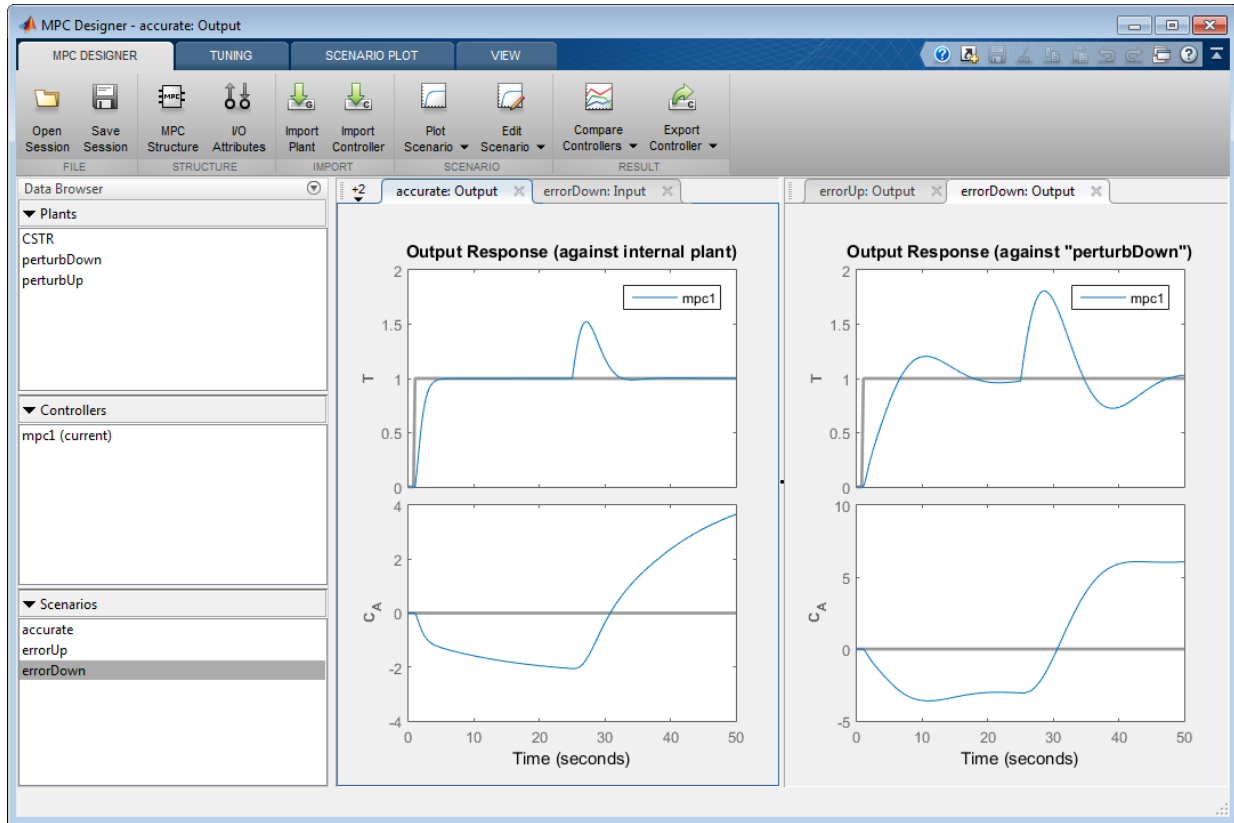 MPC Designer - accurate: Output
MPC DESIGNER TUNING SCENARIO PLOT VIEW
Open Session
Save Session
MPC Structure
I/O Attributes
Import Plant
Import Controller
Plot Scenario
Edit Scenario
Compare Controllers
Export Controller
FILE STRUCTURE IMPORT SCENARIO RESULT
Data Browser
Plants
CSTR
perturbDown
perturbUp
Controllers
mpc1 (current)
Scenarios
accurate
errorUp
errorDown
+2 accurate: Output errorDown: Input
Output Response (against internal plant)
mpc1
2
1.5
1
0.5
0
T
4
2
0
-2
-4
C_A
0 10 20 30 40 50
Time (seconds)
errorUp: Output errorDown: Output
Output Response (against "perturbDown")
mpc1
2
1.5
1
0.5
0
T
10
5
0
-5
C_A
0 10 20 30 40 50
Time (seconds)